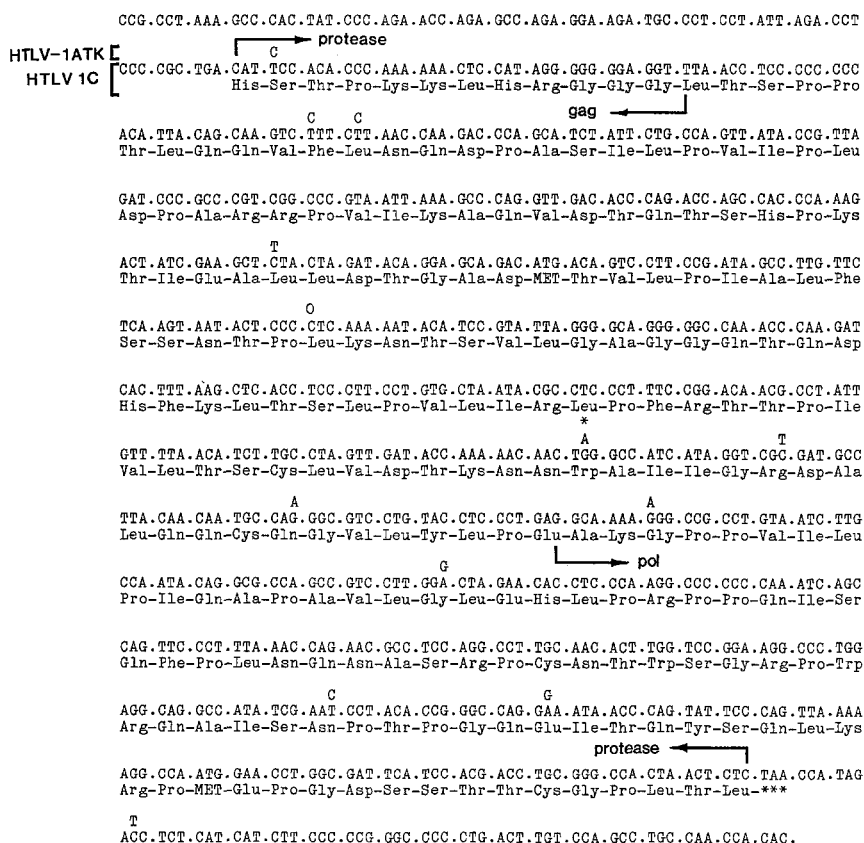 CCG.CCT.AAA.GCC.CAC.TAT.CCC.AGA.ACC.AGA.GCC.AGA.GGA.AGA.TGC.CCT.CCT.ATT.AGA.CCT
protease
HTLV-1ATK
C
HTLV 1C
CCC.CGC.TGA.CAT.TCC.ACA.CCC.AAA.AAA.CTC.CAT.AGG.GGG.GGA.GGT.TTA.ACC.TCC.CCC.CCC
His-Ser-Thr-Pro-Lys-Lys-Leu-His-Arg-Gly-Gly-Gly-Leu-Thr-Ser-Pro-Pro
gag
C C
ACA.TTA.CAG.CAA.GTC.TTT.CTT.AAC.CAA.GAC.CCA.GCA.TCT.ATT.CTG.CCA.GTT.ATA.CCG.TTA
Thr-Leu-Gln-Gln-Val-Phe-Leu-Asn-Gln-Asp-Pro-Ala-Ser-Ile-Leu-Pro-Val-Ile-Pro-Leu
GAT.CCC.GCC.CGT.CGG.CCC.GTA.ATT.AAA.GCC.CAG.GTT.GAC.ACC.CAG.ACC.AGC.CAC.CCA.AAG
Asp-Pro-Ala-Arg-Arg-Pro-Val-Ile-Lys-Ala-Gln-Val-Asp-Thr-Gln-Thr-Ser-His-Pro-Lys
T
ACT.ATC.GAA.GCT.CTA.CTA.GAT.ACA.GGA.GCA.GAC.ATG.ACA.GTC.CTT.CCG.ATA.GCC.TTG.TTC
Thr-Ile-Glu-Ala-Leu-Leu-Asp-Thr-Gly-Ala-Asp-MET-Thr-Val-Leu-Pro-Ile-Ala-Leu-Phe
O
TCA.AGT.AAT.ACT.CCC.CTC.AAA.AAT.ACA.TCC.GTA.TTA.GGG.GCA.GGG.GGC.CAA.ACC.CAA.GAT
Ser-Ser-Asn-Thr-Pro-Leu-Lys-Asn-Thr-Ser-Val-Leu-Gly-Ala-Gly-Gly-Gln-Thr-Gln-Asp
CAC.TTT.AAG.CTC.ACC.TCC.CTT.CCT.GTG.CTA.ATA.CGC.CTC.CCT.TTC.CGG.ACA.ACG.CCT.ATT
His-Phe-Lys-Leu-Thr-Ser-Leu-Pro-Val-Leu-Ile-Arg-Leu-Pro-Phe-Arg-Thr-Thr-Pro-Ile
*
A T
GTT.TTA.ACA.TCT.TGC.CTA.GTT.GAT.ACC.AAA.AAC.AAC.TGG.GCC.ATC.ATA.GGT.CGC.GAT.GCC
Val-Leu-Thr-Ser-Cys-Leu-Val-Asp-Thr-Lys-Asn-Asn-Trp-Ala-Ile-Ile-Gly-Arg-Asp-Ala
A A
TTA.CAA.CAA.TGC.CAG.GGC.GTC.CTG.TAC.CTC.CCT.GAG.GCA.AAA.GGG.CCG.CCT.GTA.ATC.TTG
Leu-Gln-Gln-Cys-Gln-Gly-Val-Leu-Tyr-Leu-Pro-Glu-Ala-Lys-Gly-Pro-Pro-Val-Ile-Leu
pol
G
CCA.ATA.CAG.GCG.CCA.GCC.GTC.CTT.GGA.CTA.GAA.CAC.CTC.CCA.AGG.CCC.CCC.CAA.ATC.AGC
Pro-Ile-Gln-Ala-Pro-Ala-Val-Leu-Gly-Leu-Glu-His-Leu-Pro-Arg-Pro-Pro-Gln-Ile-Ser
CAG.TTC.CCT.TTA.AAC.CAG.AAC.GCC.TCC.AGG.CCT.TGC.AAC.ACT.TGG.TCC.GGA.AGG.CCC.TGG
Gln-Phe-Pro-Leu-Asn-Gln-Asn-Ala-Ser-Arg-Pro-Cys-Asn-Thr-Trp-Ser-Gly-Arg-Pro-Trp
C G
AGG.CAG.GCC.ATA.TCG.AAT.CCT.ACA.CCG.GGC.CAG.GAA.ATA.ACC.CAG.TAT.TCC.CAG.TTA.AAA
Arg-Gln-Ala-Ile-Ser-Asn-Pro-Thr-Pro-Gly-Gln-Glu-Ile-Thr-Gln-Tyr-Ser-Gln-Leu-Lys
protease
AGG.CCA.ATG.GAA.CCT.GGC.GAT.TCA.TCC.ACG.ACC.TGC.GGG.CCA.CTA.ACT.CTC.TAA.CCA.TAG
Arg-Pro-MET-Glu-Pro-Gly-Asp-Ser-Ser-Thr-Thr-Cys-Gly-Pro-Leu-Thr-Leu-***
T
ACC.TCT.CAT.CAT.CTT.CCC.CCG.GGC.CCC.CTG.ACT.TGT.CCA.GCC.TGC.CAA.CCA.CAC.